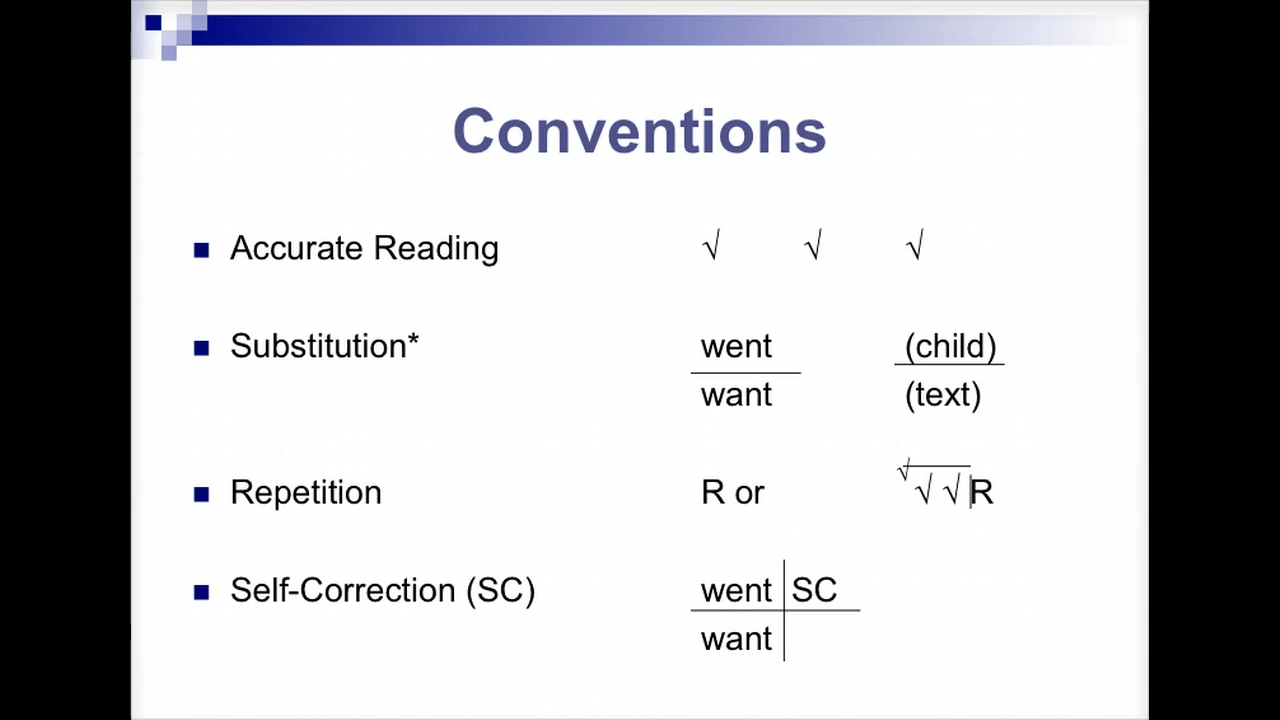 Conventions
Accurate Reading √ √ √
Substitution* went (child)
want (text)
Repetition R or √ √ √ R
Self-Correction (SC) went SC
want